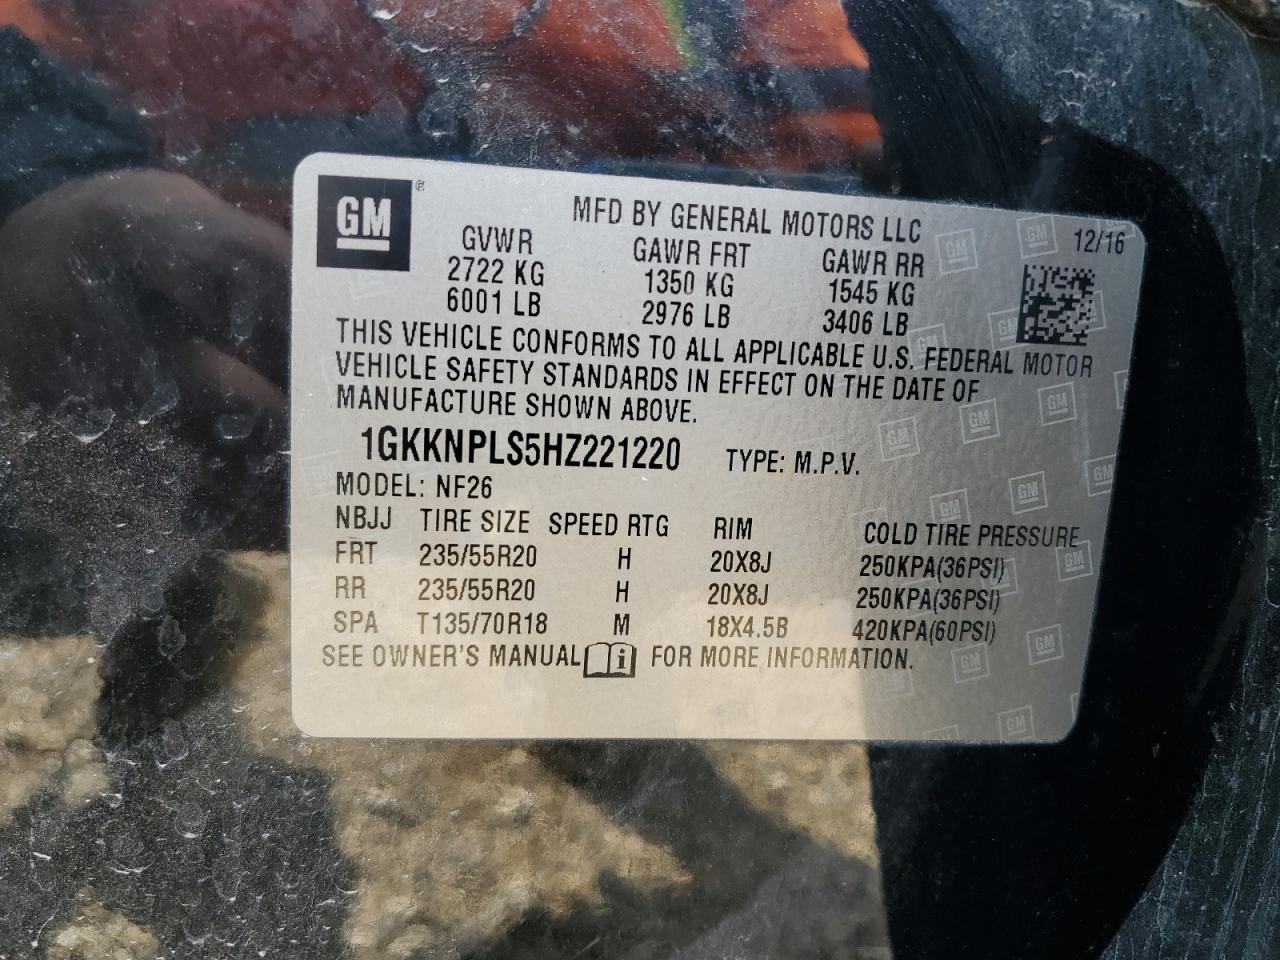 GM ®
MFD BY GENERAL MOTORS LLC
12/16
GVWR GAWR FRT GAWR RR
2722 KG 1350 KG 1545 KG
6001 LB 2976 LB 3406 LB
THIS VEHICLE CONFORMS TO ALL APPLICABLE U.S. FEDERAL MOTOR
VEHICLE SAFETY STANDARDS IN EFFECT ON THE DATE OF
MANUFACTURE SHOWN ABOVE.
1GKKNPLS5HZ221220 TYPE: M.P.V.
MODEL: NF26
NBJJ TIRE SIZE SPEED RTG RIM COLD TIRE PRESSURE
FRT 235/55R20 H 20X8J 250KPA(36PSI)
RR 235/55R20 H 20X8J 250KPA(36PSI)
SPA T135/70R18 M 18X4.5B 420KPA(60PSI)
SEE OWNER'S MANUAL i FOR MORE INFORMATION.